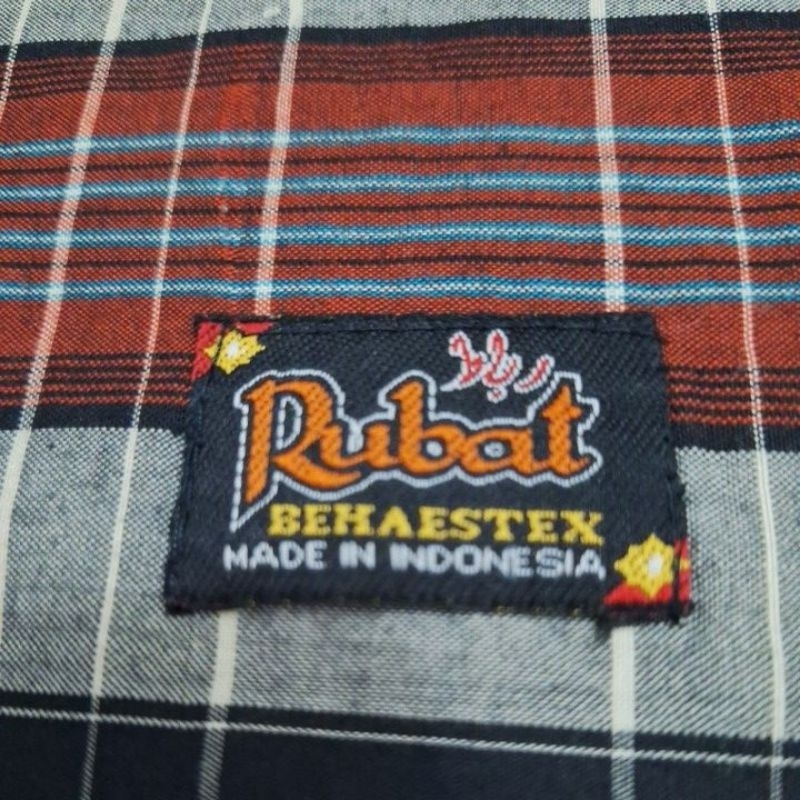 رباط
Rubat
BEHAESTEX
MADE IN INDONESIA